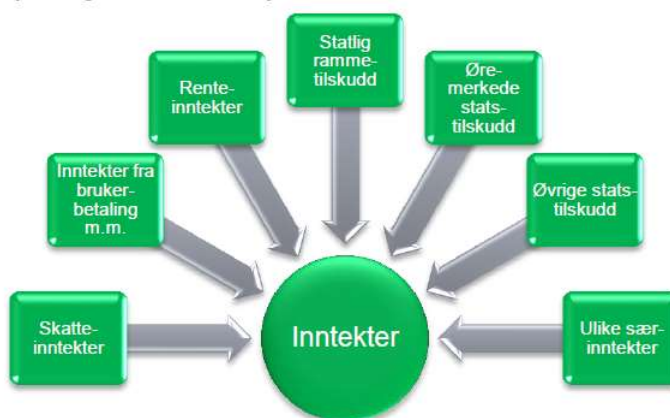 Statlig
ramme-
tilskudd
Øre-
merkede
stats-
tilskudd
Rente-
inntekter
Inntekter fra
bruker-
betaling
m.m.
Øvrige stats-
tilskudd
Skatte-
inntekter
Inntekter
Ulike sær-
inntekter